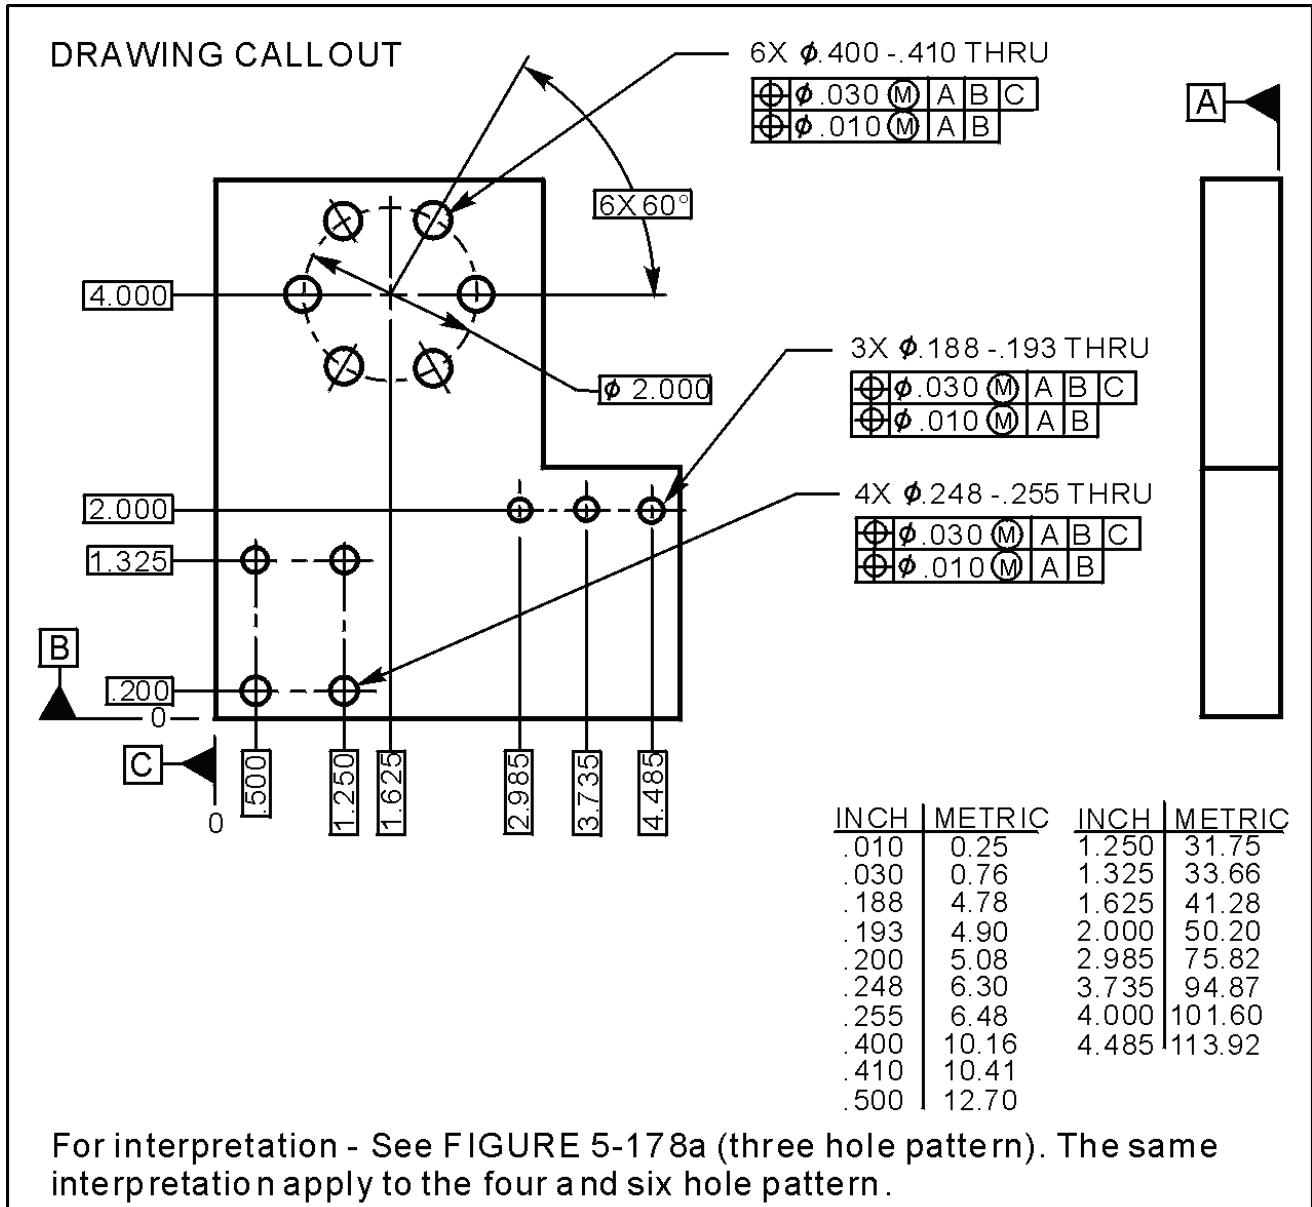 DRAWING CALLOUT
6X ⌀.400 -.410 THRU
⌖ ⌀.030 Ⓜ A B C
⌖ ⌀.010 Ⓜ A B
A
6X 60°
4.000
⌀ 2.000
3X ⌀.188 -.193 THRU
⌖ ⌀.030 Ⓜ A B C
⌖ ⌀.010 Ⓜ A B
2.000
1.325
4X ⌀.248 -.255 THRU
⌖ ⌀.030 Ⓜ A B C
⌖ ⌀.010 Ⓜ A B
B
.200
0
C
0
.500
1.250
1.625
2.985
3.735
4.485
INCH METRIC INCH METRIC
.010 0.25 1.250 31.75
.030 0.76 1.325 33.66
.188 4.78 1.625 41.28
.193 4.90 2.000 50.20
.200 5.08 2.985 75.82
.248 6.30 3.735 94.87
.255 6.48 4.000 101.60
.400 10.16 4.485 113.92
.410 10.41
.500 12.70
For interpretation - See FIGURE 5-178a (three hole pattern). The same
interpretation apply to the four and six hole pattern.